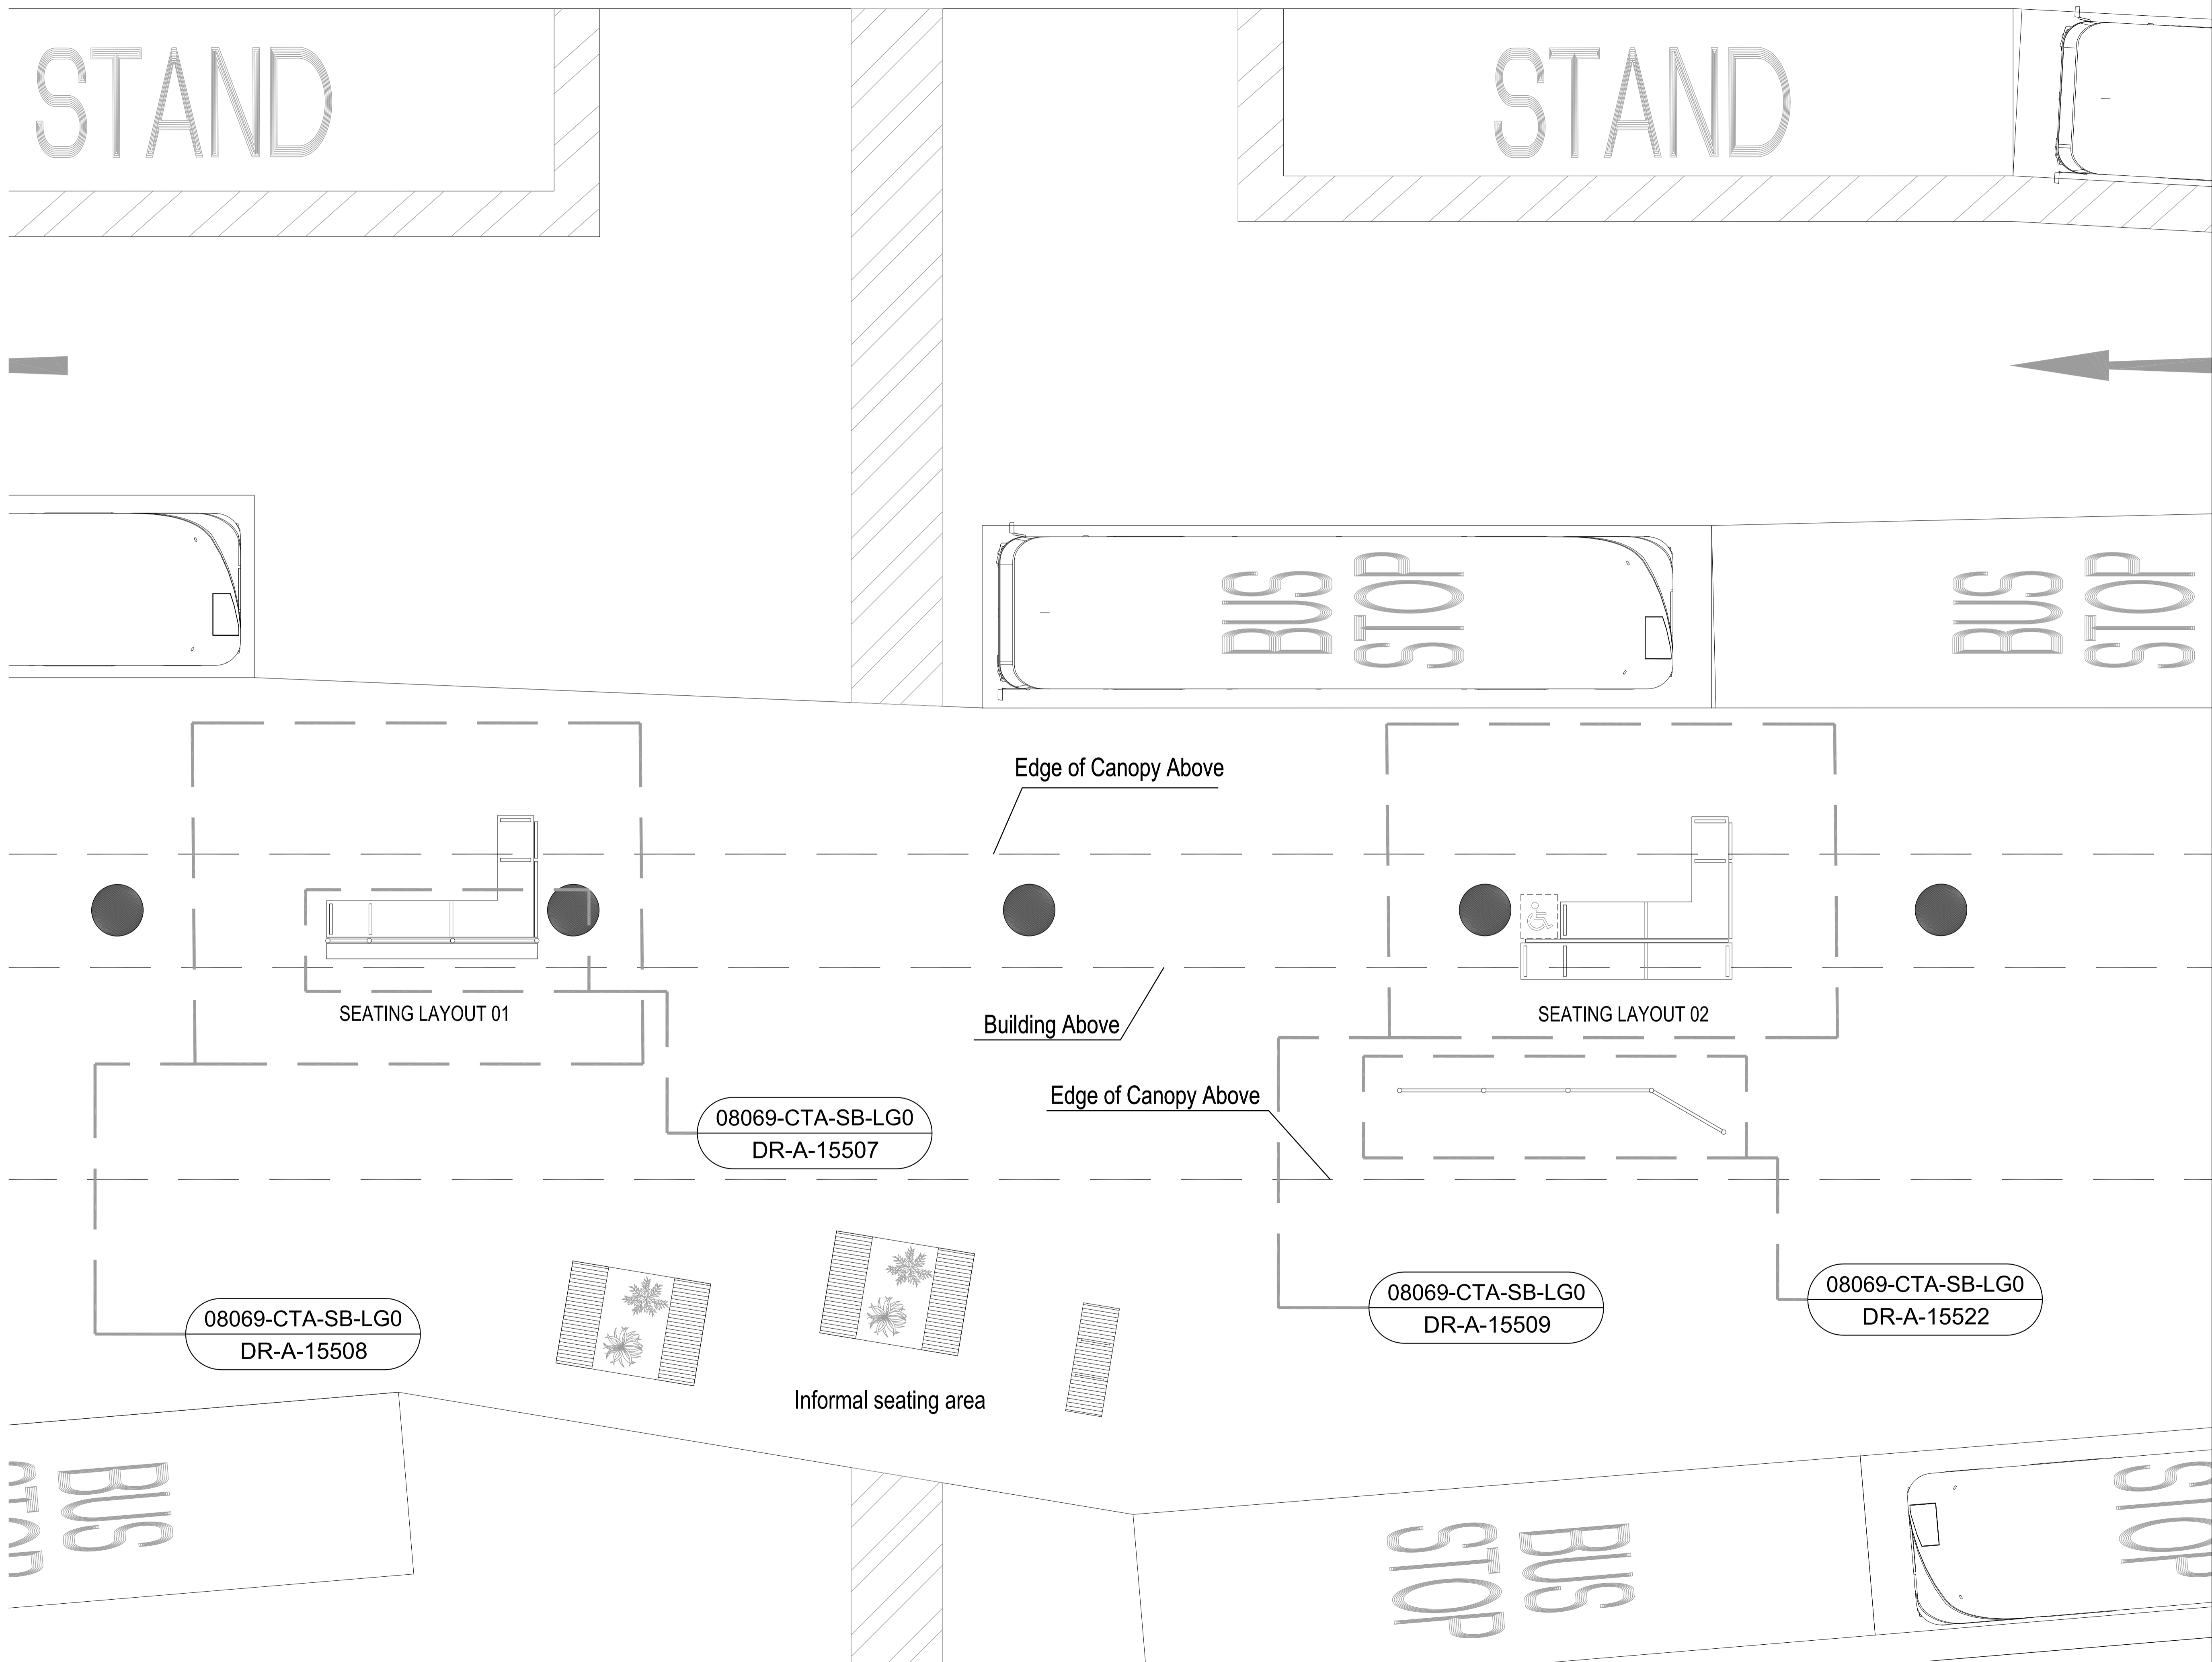 STAND
STAND
BUS
STOP
BUS
STOP
Edge of Canopy Above
SEATING LAYOUT 01
Building Above
SEATING LAYOUT 02
Edge of Canopy Above
08069-CTA-SB-LG0
DR-A-15507
08069-CTA-SB-LG0
DR-A-15508
08069-CTA-SB-LG0
DR-A-15509
08069-CTA-SB-LG0
DR-A-15522
Informal seating area
BUS
STOP
BUS
STOP
STOP